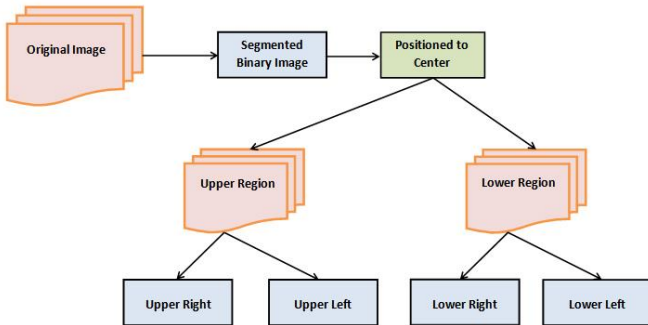 Original Image
Segmented
Binary Image
Positioned to
Center
Upper Region
Lower Region
Upper Right
Upper Left
Lower Right
Lower Left